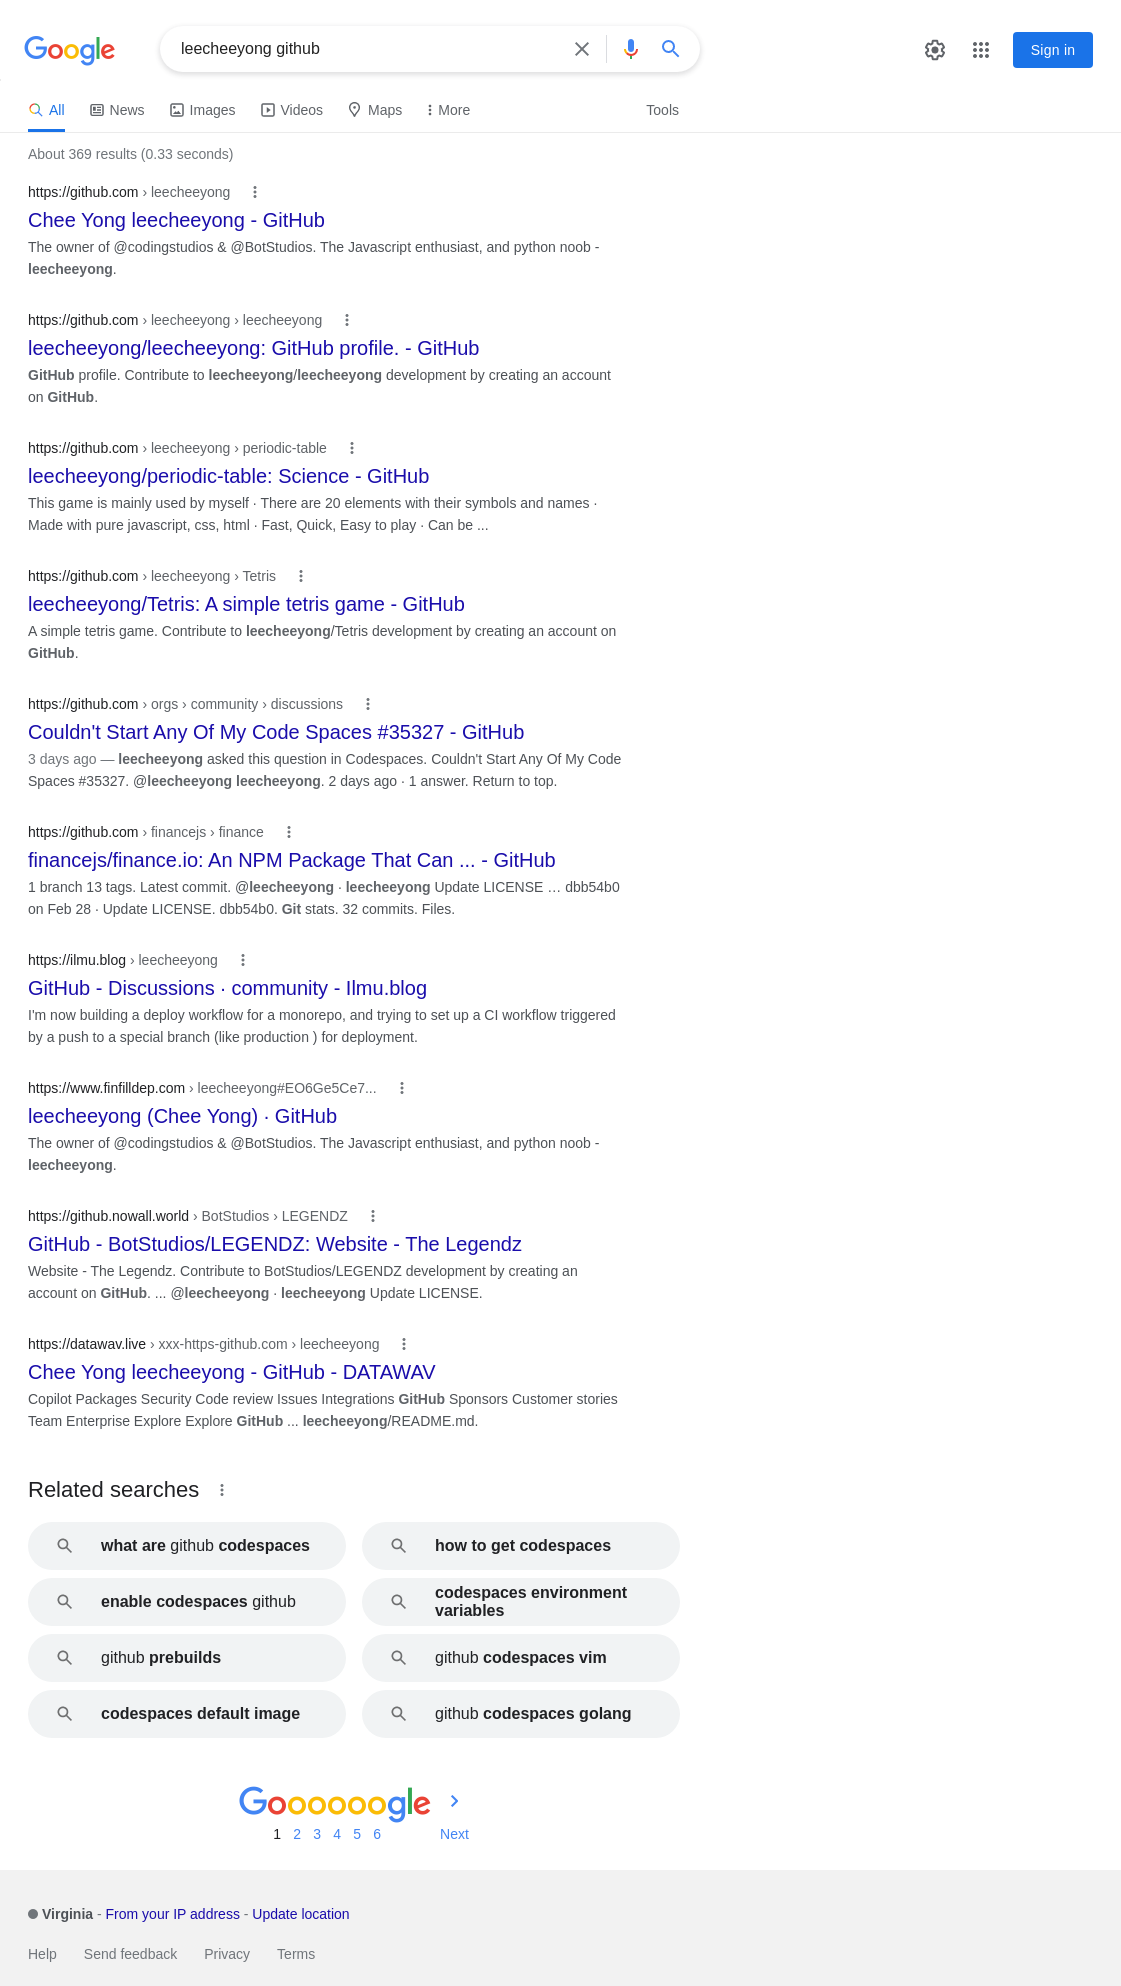 Google
leecheeyong github
Sign in
All News Images Videos Maps More Tools
About 369 results (0.33 seconds)
https://github.com › leecheeyong
Chee Yong leecheeyong - GitHub
The owner of @codingstudios & @BotStudios. The Javascript enthusiast, and python noob -
leecheeyong.
https://github.com › leecheeyong › leecheeyong
leecheeyong/leecheeyong: GitHub profile. - GitHub
GitHub profile. Contribute to leecheeyong/leecheeyong development by creating an account
on GitHub.
https://github.com › leecheeyong › periodic-table
leecheeyong/periodic-table: Science - GitHub
This game is mainly used by myself · There are 20 elements with their symbols and names ·
Made with pure javascript, css, html · Fast, Quick, Easy to play · Can be ...
https://github.com › leecheeyong › Tetris
leecheeyong/Tetris: A simple tetris game - GitHub
A simple tetris game. Contribute to leecheeyong/Tetris development by creating an account on
GitHub.
https://github.com › orgs › community › discussions
Couldn't Start Any Of My Code Spaces #35327 - GitHub
3 days ago — leecheeyong asked this question in Codespaces. Couldn't Start Any Of My Code
Spaces #35327. @leecheeyong leecheeyong. 2 days ago · 1 answer. Return to top.
https://github.com › financejs › finance
financejs/finance.io: An NPM Package That Can ... - GitHub
1 branch 13 tags. Latest commit. @leecheeyong · leecheeyong Update LICENSE … dbb54b0
on Feb 28 · Update LICENSE. dbb54b0. Git stats. 32 commits. Files.
https://ilmu.blog › leecheeyong
GitHub - Discussions · community - Ilmu.blog
I'm now building a deploy workflow for a monorepo, and trying to set up a CI workflow triggered
by a push to a special branch (like production ) for deployment.
https://www.finfilldep.com › leecheeyong#EO6Ge5Ce7...
leecheeyong (Chee Yong) · GitHub
The owner of @codingstudios & @BotStudios. The Javascript enthusiast, and python noob -
leecheeyong.
https://github.nowall.world › BotStudios › LEGENDZ
GitHub - BotStudios/LEGENDZ: Website - The Legendz
Website - The Legendz. Contribute to BotStudios/LEGENDZ development by creating an
account on GitHub. ... @leecheeyong · leecheeyong Update LICENSE.
https://datawav.live › xxx-https-github.com › leecheeyong
Chee Yong leecheeyong - GitHub - DATAWAV
Copilot Packages Security Code review Issues Integrations GitHub Sponsors Customer stories
Team Enterprise Explore Explore GitHub ... leecheeyong/README.md.
Related searches
what are github codespaces
how to get codespaces
enable codespaces github
codespaces environment
variables
github prebuilds
github codespaces vim
codespaces default image
github codespaces golang
Goooooogle
1 2 3 4 5 6 Next
Virginia - From your IP address - Update location
Help Send feedback Privacy Terms